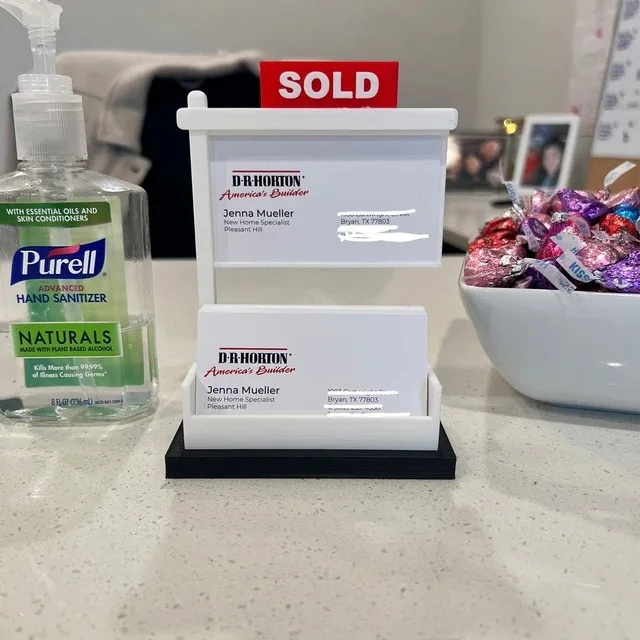 SOLD
D·R·HORTON®
America's Builder
Jenna Mueller
New Home Specialist
Pleasant Hill
Bryan, TX 77803
D·R·HORTON®
America's Builder
Jenna Mueller
New Home Specialist
Pleasant Hill
Bryan, TX 77803
WITH ESSENTIAL OILS AND
SKIN CONDITIONERS
Purell
ADVANCED
HAND SANITIZER
NATURALS
MADE WITH PLANT BASED ALCOHOL
Kills More than 99.99%
of Illness Causing Germs*
8 FL OZ (236 mL)
KISS